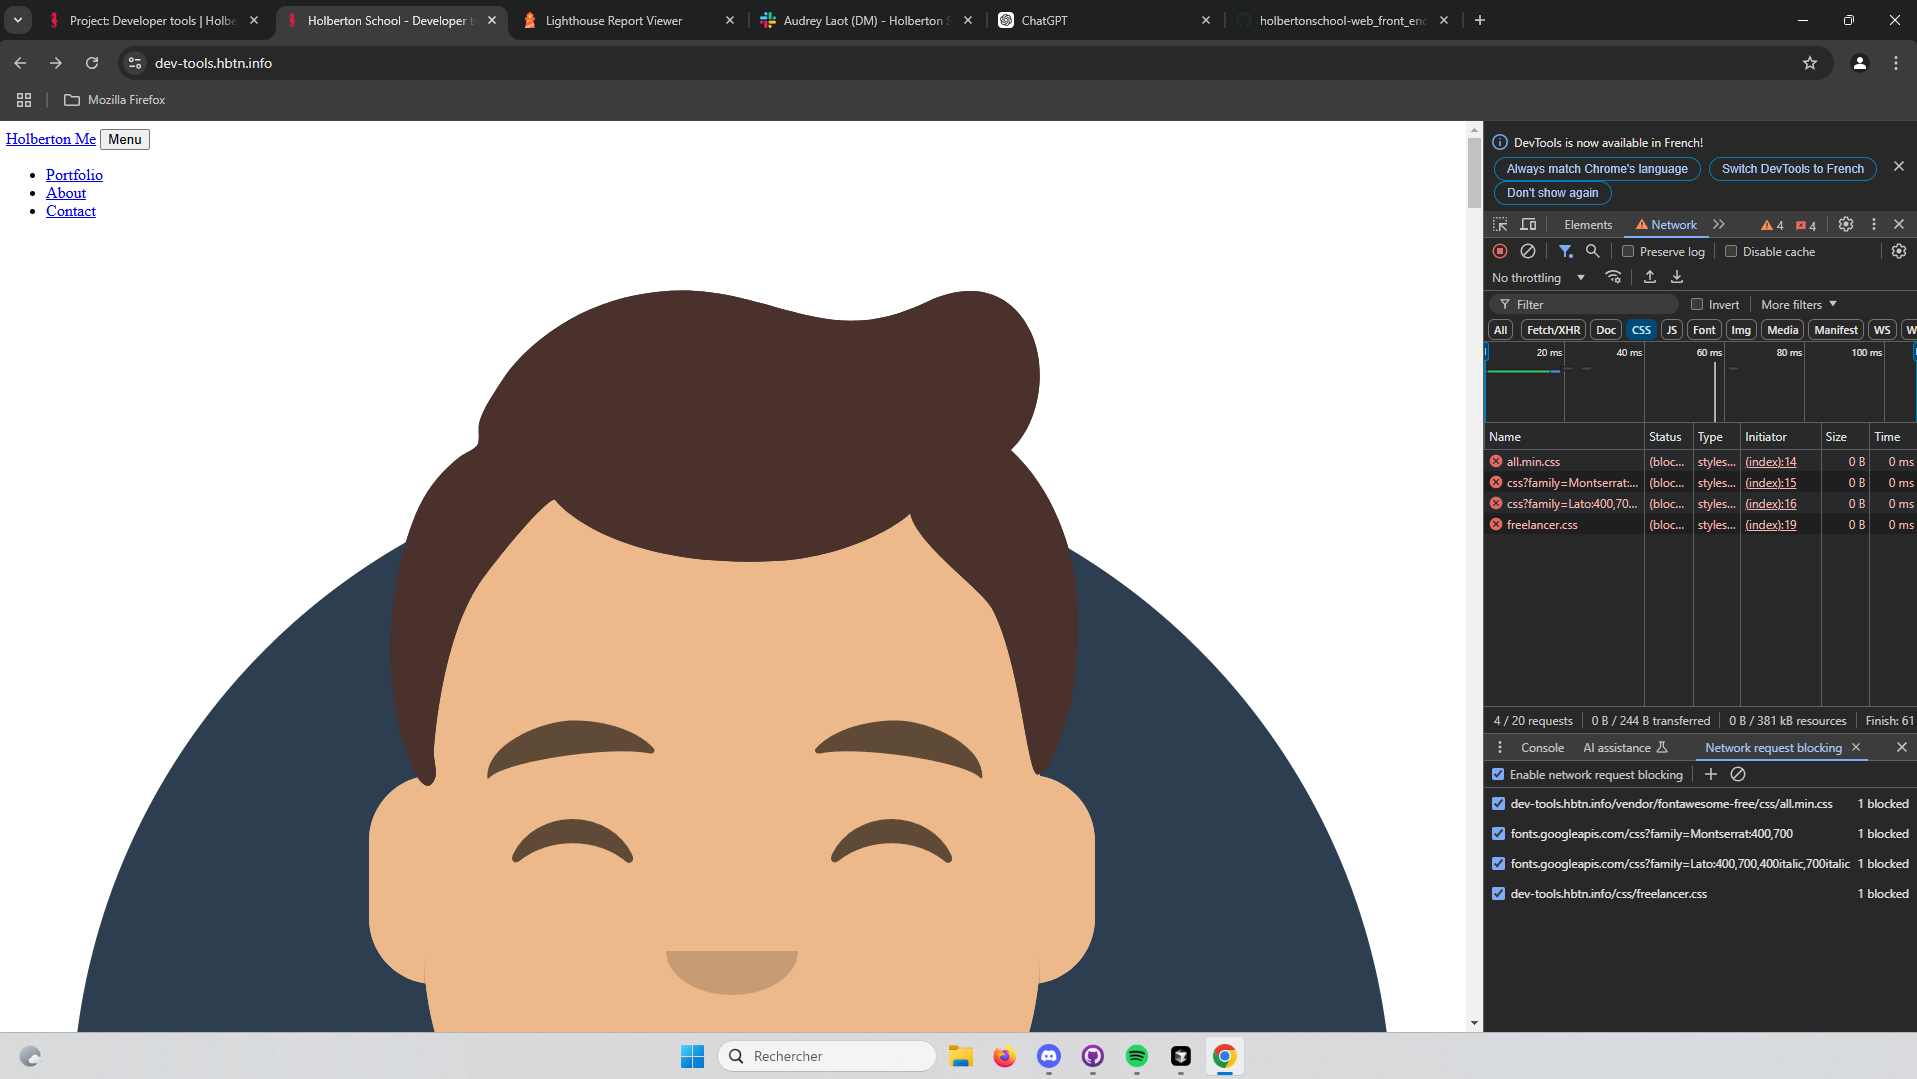 Project: Developer tools | Holbe
Holberton School - Developer t
Lighthouse Report Viewer
Audrey Laot (DM) - Holberton S
ChatGPT
holbertonschool-web_front_enc
dev-tools.hbtn.info
Mozilla Firefox
Holberton Me Menu
Portfolio
About
Contact
DevTools is now available in French!
Always match Chrome's language Switch DevTools to French
Don't show again
Elements Network 4 4
Preserve log Disable cache
No throttling
Filter Invert More filters
All Fetch/XHR Doc CSS JS Font Img Media Manifest WS W
20 ms 40 ms 60 ms 80 ms 100 ms
Name Status Type Initiator Size Time
all.min.css (bloc... styles... (index):14 0 B 0 ms
css?family=Montserrat:... (bloc... styles... (index):15 0 B 0 ms
css?family=Lato:400,70... (bloc... styles... (index):16 0 B 0 ms
freelancer.css (bloc... styles... (index):19 0 B 0 ms
4 / 20 requests 0 B / 244 B transferred 0 B / 381 kB resources Finish: 61
Console AI assistance Network request blocking
Enable network request blocking
dev-tools.hbtn.info/vendor/fontawesome-free/css/all.min.css 1 blocked
fonts.googleapis.com/css?family=Montserrat:400,700 1 blocked
fonts.googleapis.com/css?family=Lato:400,700,400italic,700italic 1 blocked
dev-tools.hbtn.info/css/freelancer.css 1 blocked
Rechercher